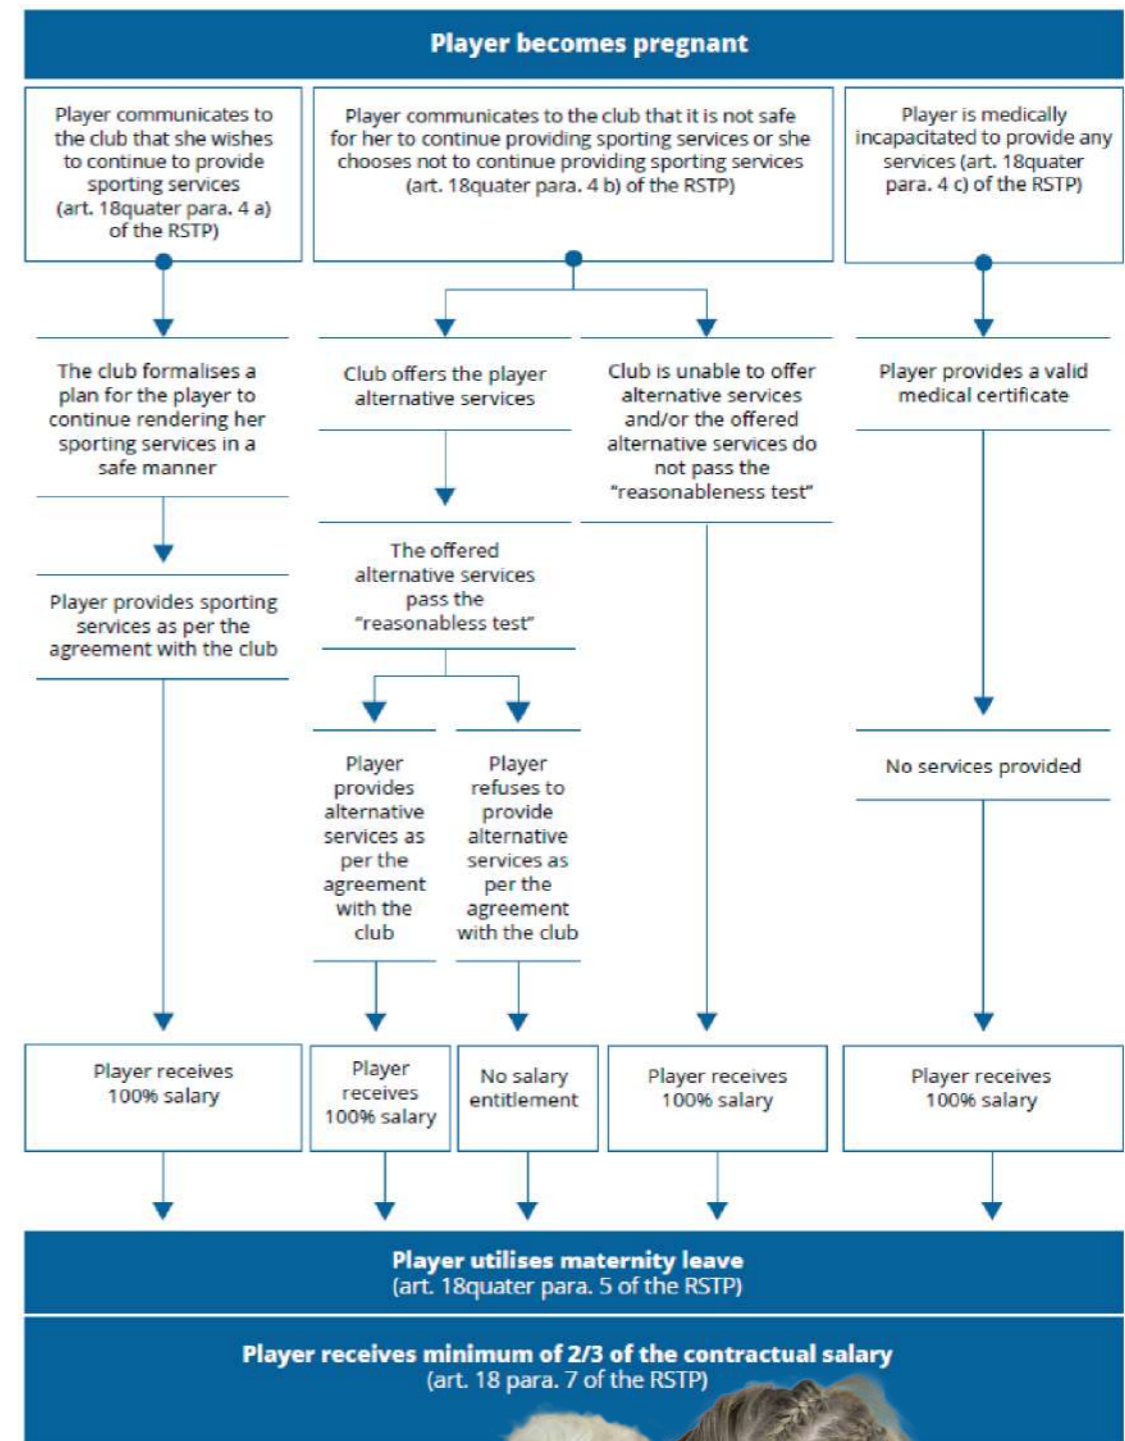 Player becomes pregnant
Player communicates to
the club that she wishes
to continue to provide
sporting services
(art. 18quater para. 4 a)
of the RSTP)
Player communicates to the club that it is not safe
for her to continue providing sporting services or she
chooses not to continue providing sporting services
(art. 18quater para. 4 b) of the RSTP)
Player is medically
incapacitated to provide any
services (art. 18quater
para. 4 c) of the RSTP)
The club formalises a
plan for the player to
continue rendering her
sporting services in a
safe manner
Club offers the player
alternative services
Club is unable to offer
alternative services
and/or the offered
alternative services do
not pass the
“reasonableness test”
Player provides a valid
medical certificate
The offered
alternative services
pass the
“reasonabless test”
Player provides sporting
services as per the
agreement with the club
Player
provides
alternative
services as
per the
agreement
with the
club
Player
refuses to
provide
alternative
services as
per the
agreement
with the club
No services provided
Player receives
100% salary
Player
receives
100% salary
No salary
entitlement
Player receives
100% salary
Player receives
100% salary
Player utilises maternity leave
(art. 18quater para. 5 of the RSTP)
Player receives minimum of 2/3 of the contractual salary
(art. 18 para. 7 of the RSTP)